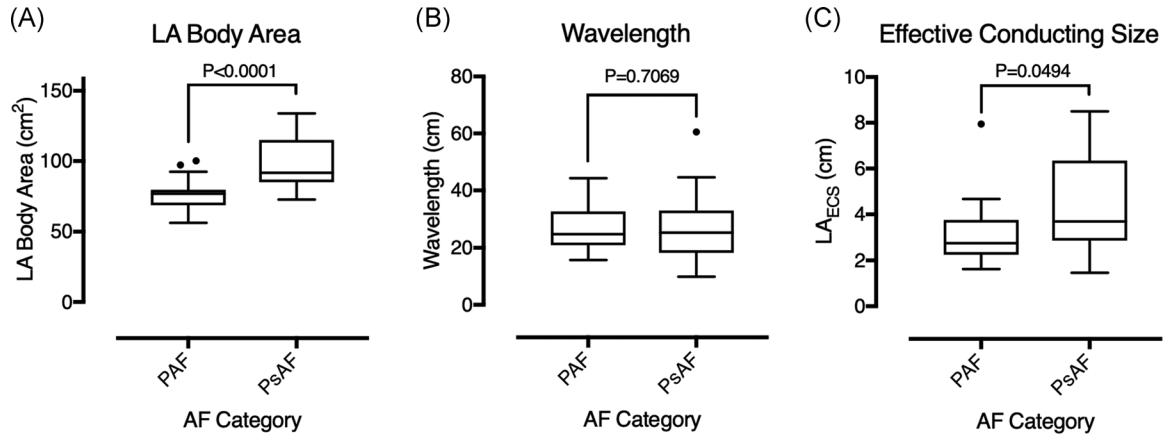 (A)
LA Body Area
P<0.0001
LA Body Area (cm²)
150
100
50
0
PAF
PsAF
AF Category
(B)
Wavelength
P=0.7069
Wavelength (cm)
80
60
40
20
0
PAF
PsAF
AF Category
(C)
Effective Conducting Size
P=0.0494
LA_ECS (cm)
10
8
6
4
2
0
PAF
PsAF
AF Category